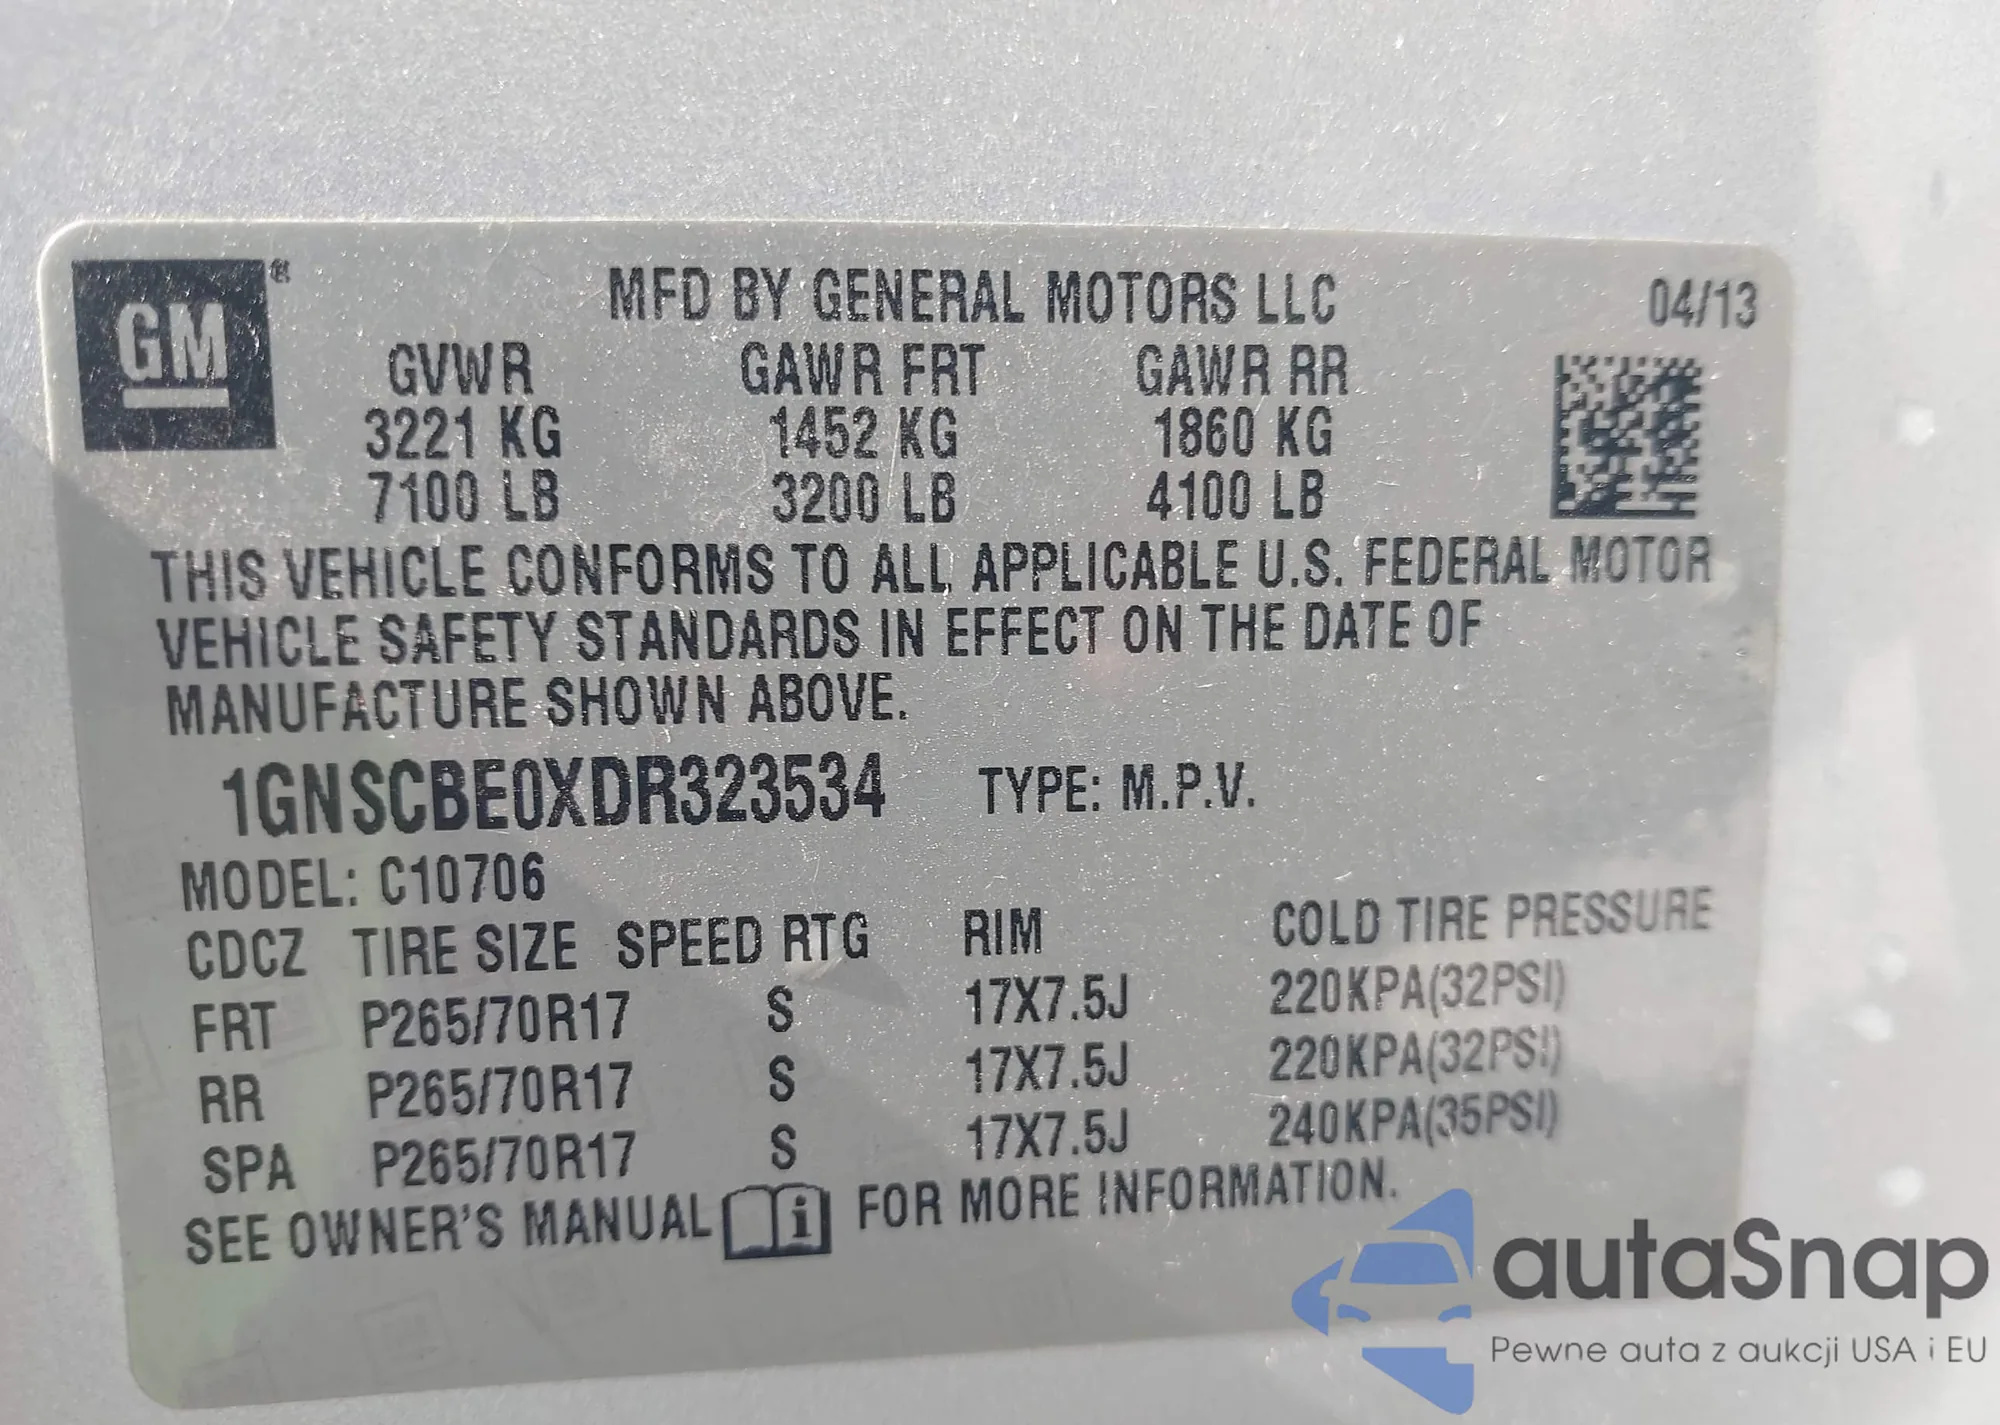 GM®
MFD BY GENERAL MOTORS LLC 04/13
GVWR GAWR FRT GAWR RR
3221 KG 1452 KG 1860 KG
7100 LB 3200 LB 4100 LB
THIS VEHICLE CONFORMS TO ALL APPLICABLE U.S. FEDERAL MOTOR
VEHICLE SAFETY STANDARDS IN EFFECT ON THE DATE OF
MANUFACTURE SHOWN ABOVE.
1GNSCBE0XDR323534 TYPE: M.P.V.
MODEL: C10706
CDCZ TIRE SIZE SPEED RTG RIM COLD TIRE PRESSURE
FRT P265/70R17 S 17X7.5J 220KPA(32PSI)
RR P265/70R17 S 17X7.5J 220KPA(32PSI)
SPA P265/70R17 S 17X7.5J 240KPA(35PSI)
SEE OWNER'S MANUAL i FOR MORE INFORMATION.
autaSnap
Pewne auta z aukcji USA i EU